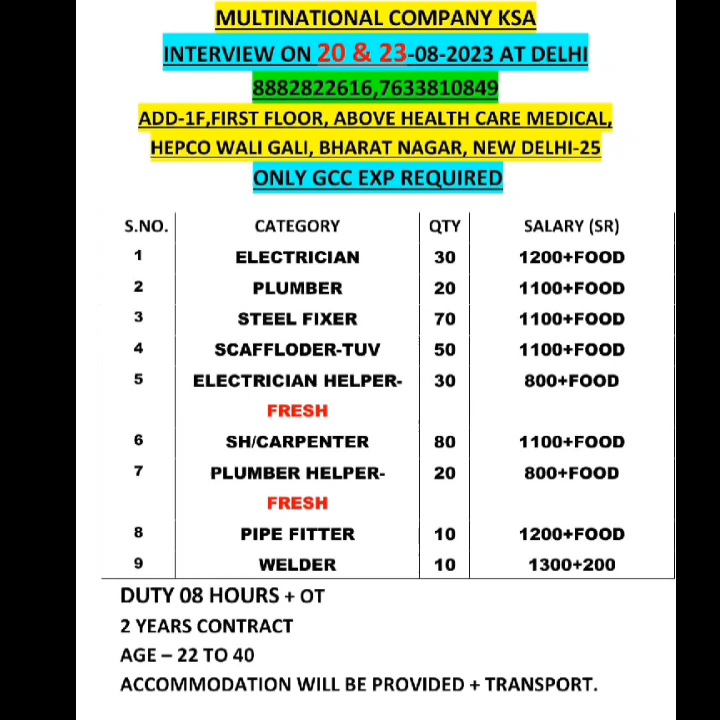 MULTINATIONAL COMPANY KSA
INTERVIEW ON 20 & 23-08-2023 AT DELHI
8882822616,7633810849
ADD-1F,FIRST FLOOR, ABOVE HEALTH CARE MEDICAL,
HEPCO WALI GALI, BHARAT NAGAR, NEW DELHI-25
ONLY GCC EXP REQUIRED
S.NO. CATEGORY QTY SALARY (SR)
1 ELECTRICIAN 30 1200+FOOD
2 PLUMBER 20 1100+FOOD
3 STEEL FIXER 70 1100+FOOD
4 SCAFFLODER-TUV 50 1100+FOOD
5 ELECTRICIAN HELPER- 30 800+FOOD
FRESH
6 SH/CARPENTER 80 1100+FOOD
7 PLUMBER HELPER- 20 800+FOOD
FRESH
8 PIPE FITTER 10 1200+FOOD
9 WELDER 10 1300+200
DUTY 08 HOURS + OT
2 YEARS CONTRACT
AGE – 22 TO 40
ACCOMMODATION WILL BE PROVIDED + TRANSPORT.